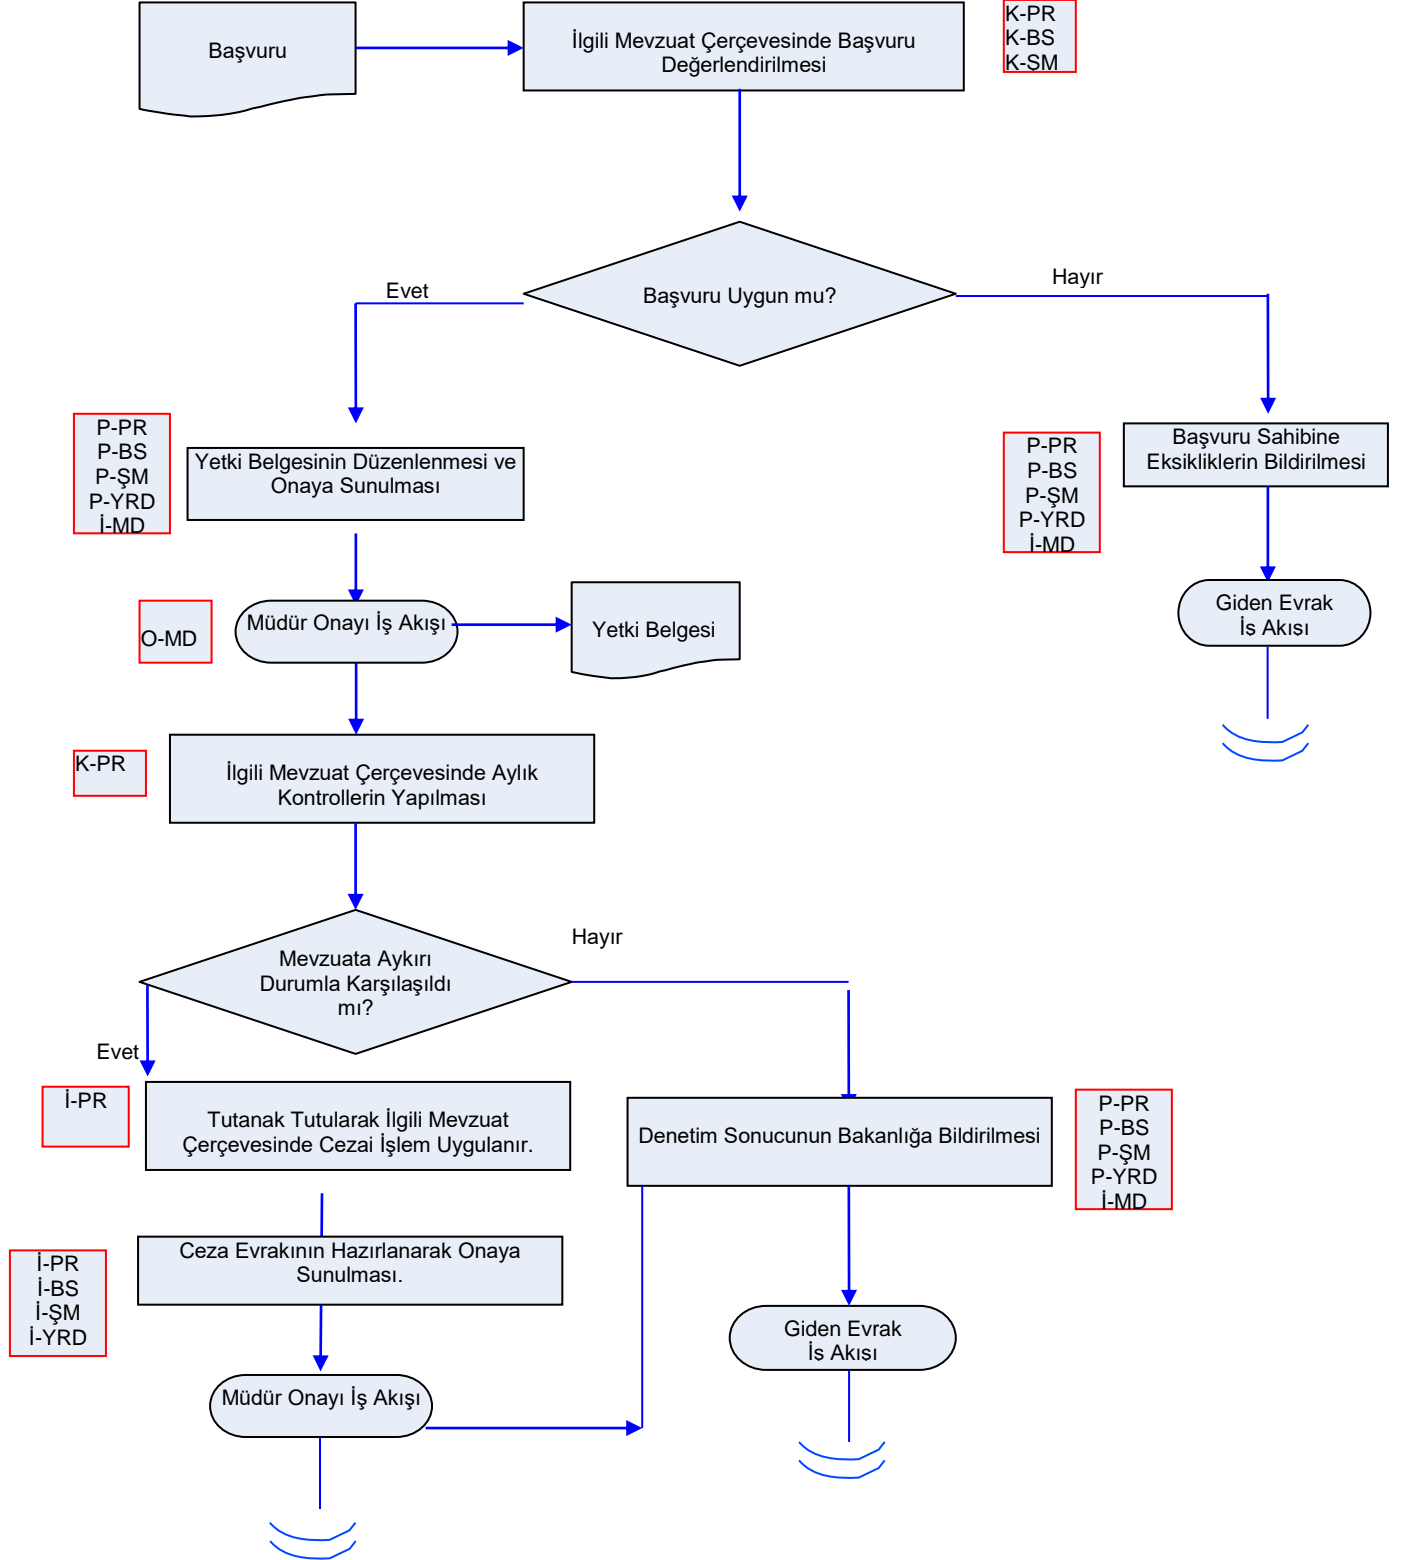 Başvuru
İlgili Mevzuat Çerçevesinde Başvuru
Değerlendirilmesi
K-PR
K-BS
K-ŞM
Başvuru Uygun mu?
Evet
Hayır
P-PR
P-BS
P-ŞM
P-YRD
İ-MD
Yetki Belgesinin Düzenlenmesi ve
Onaya Sunulması
P-PR
P-BS
P-ŞM
P-YRD
İ-MD
Başvuru Sahibine
Eksikliklerin Bildirilmesi
O-MD
Müdür Onayı İş Akışı
Yetki Belgesi
Giden Evrak
İş Akışı
K-PR
İlgili Mevzuat Çerçevesinde Aylık
Kontrollerin Yapılması
Mevzuata Aykırı
Durumla Karşılaşıldı
mı?
Hayır
Evet
İ-PR
Tutanak Tutularak İlgili Mevzuat
Çerçevesinde Cezai İşlem Uygulanır.
Denetim Sonucunun Bakanlığa Bildirilmesi
P-PR
P-BS
P-ŞM
P-YRD
İ-MD
İ-PR
İ-BS
İ-ŞM
İ-YRD
Ceza Evrakının Hazırlanarak Onaya
Sunulması.
Giden Evrak
İş Akışı
Müdür Onayı İş Akışı